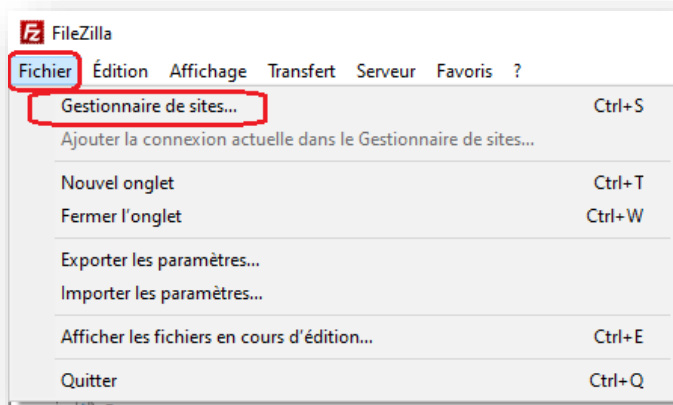 FileZilla
Fichier Édition Affichage Transfert Serveur Favoris ?
Gestionnaire de sites... Ctrl+S
Ajouter la connexion actuelle dans le Gestionnaire de sites...
Nouvel onglet Ctrl+T
Fermer l'onglet Ctrl+W
Exporter les paramètres...
Importer les paramètres...
Afficher les fichiers en cours d'édition... Ctrl+E
Quitter Ctrl+Q